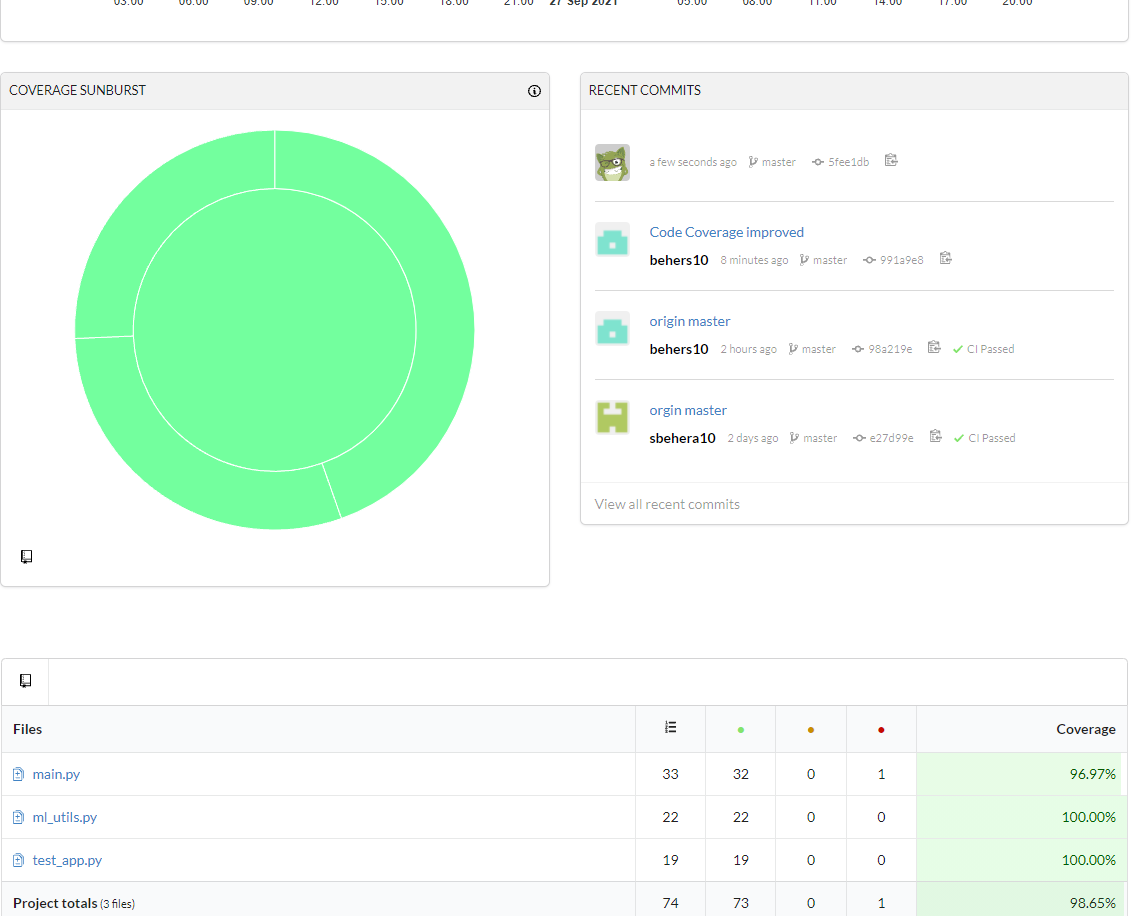 03:00 06:00 09:00 12:00 15:00 18:00 21:00 27 Sep 2021 05:00 08:00 11:00 14:00 17:00 20:00
COVERAGE SUNBURST
RECENT COMMITS
a few seconds ago master 5fee1db
Code Coverage improved
behers10 8 minutes ago master 991a9e8
origin master
behers10 2 hours ago master 98a219e CI Passed
orgin master
sbehera10 2 days ago master e27d99e CI Passed
View all recent commits
Files Coverage
main.py 33 32 0 1 96.97%
ml_utils.py 22 22 0 0 100.00%
test_app.py 19 19 0 0 100.00%
Project totals (3 files) 74 73 0 1 98.65%